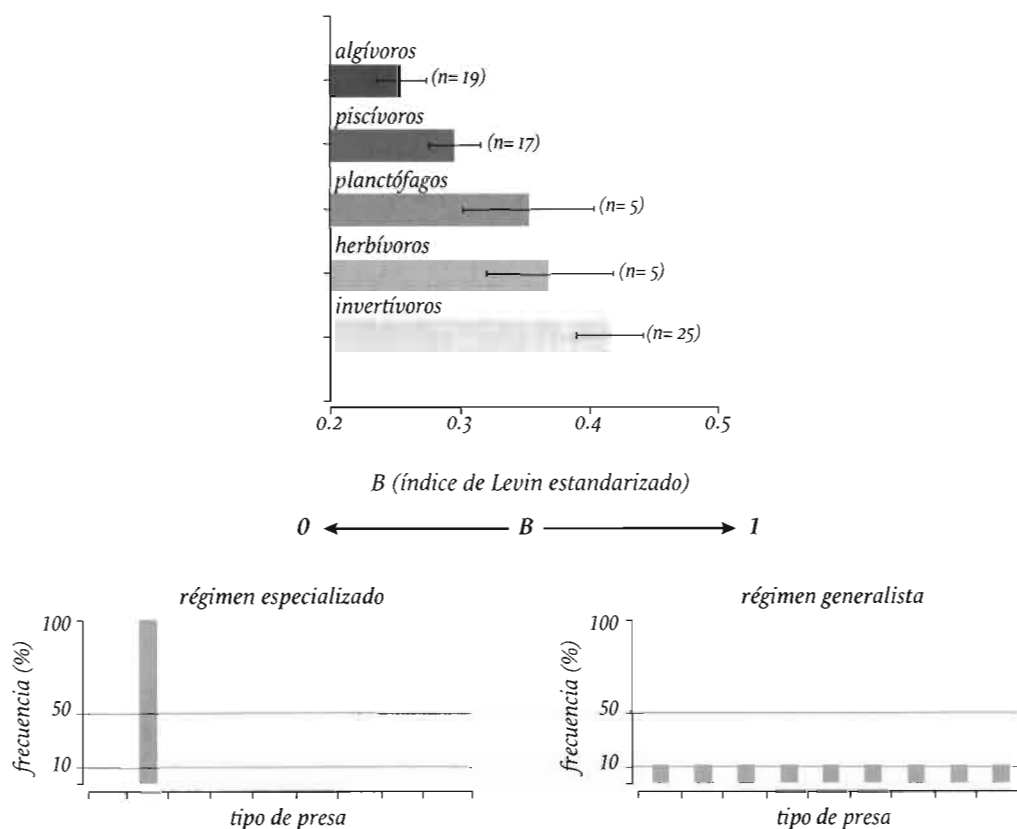 algívoros
(n= 19)
piscívoros
(n= 17)
planctófagos
(n= 5)
herbívoros
(n= 5)
invertívoros
(n= 25)
0.2 0.3 0.4 0.5
B (índice de Levin estandarizado)
0 B 1
régimen especializado
100
50
10
frecuencia (%)
tipo de presa
régimen generalista
100
50
10
frecuencia (%)
tipo de presa